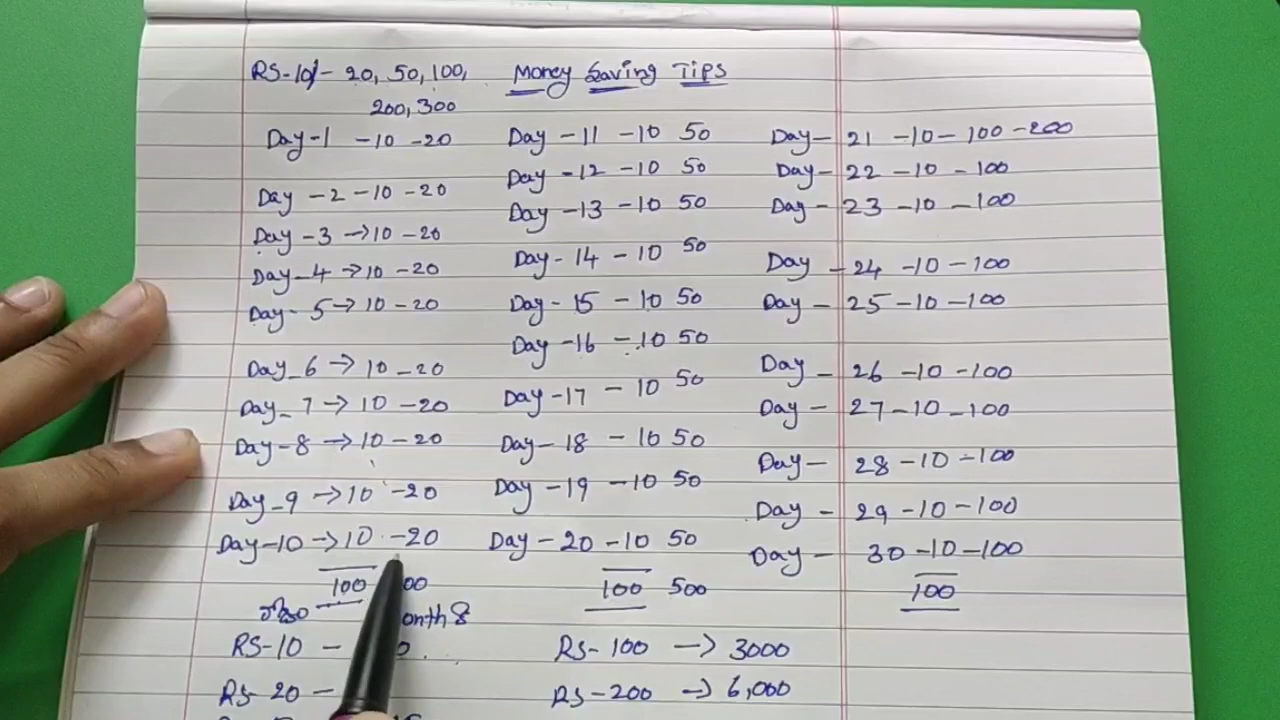 RS-10/- 20, 50, 100, Money Saving Tips
200, 300
Day-1 -10 -20
Day -2 -10 -20
Day -3 →10 -20
Day-4 →10 -20
Day- 5→10 -20
Day-6 →10 -20
Day-7 →10 -20
Day-8 →10 -20
Day-9 →10 -20
Day-10 →10 -20
100 00
onth8
RS-10 -
RS-20 -
Day -11 -10 50
Day -12 -10 50
Day -13 -10 50
Day- 14 -10 50
Day- 15 -10 50
Day -16 -10 50
Day -17 -10 50
Day- 18 -10 50
Day -19 -10 50
Day -20 -10 50
100 500
RS-100 → 3000
RS-200 → 6,000
Day- 21 -10- 100 -200
Day- 22 -10 -100
Day- 23 -10 -100
Day -24 -10 -100
Day- 25 -10 -100
Day - 26 -10 -100
Day - 27 -10 -100
Day- 28 -10 -100
Day - 29 -10 -100
Day- 30 -10 -100
100